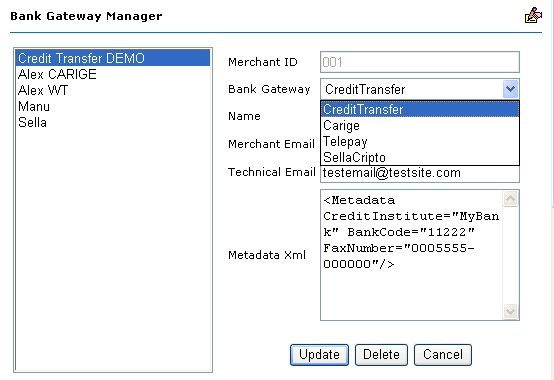 Bank Gateway Manager
Credit Transfer DEMO
Alex CARIGE
Alex WT
Manu
Sella
Merchant ID 001
Bank Gateway CreditTransfer
CreditTransfer
Carige
Telepay
SellaCripto
Name
Merchant Email
Technical Email testemail@testsite.com
Metadata Xml
<Metadata
CreditInstitute="MyBan
k" BankCode="11222"
FaxNumber="0005555-
000000"/>
Update Delete Cancel